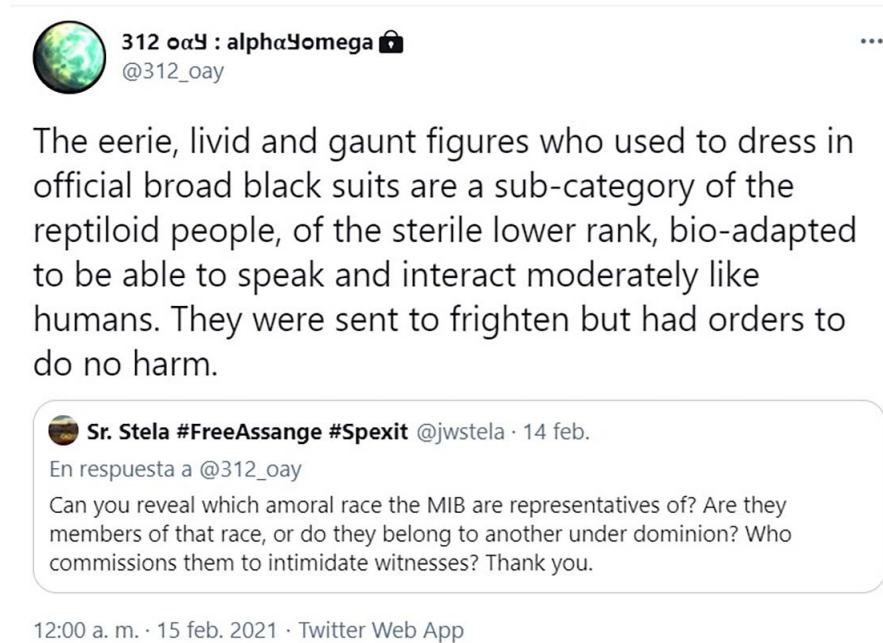 312 oαყ : alphαყomega
@312_oay
The eerie, livid and gaunt figures who used to dress in
official broad black suits are a sub-category of the
reptiloid people, of the sterile lower rank, bio-adapted
to be able to speak and interact moderately like
humans. They were sent to frighten but had orders to
do no harm.
Sr. Stela #FreeAssange #Spexit @jwstela · 14 feb.
En respuesta a @312_oay
Can you reveal which amoral race the MIB are representatives of? Are they
members of that race, or do they belong to another under dominion? Who
commissions them to intimidate witnesses? Thank you.
12:00 a. m. · 15 feb. 2021 · Twitter Web App